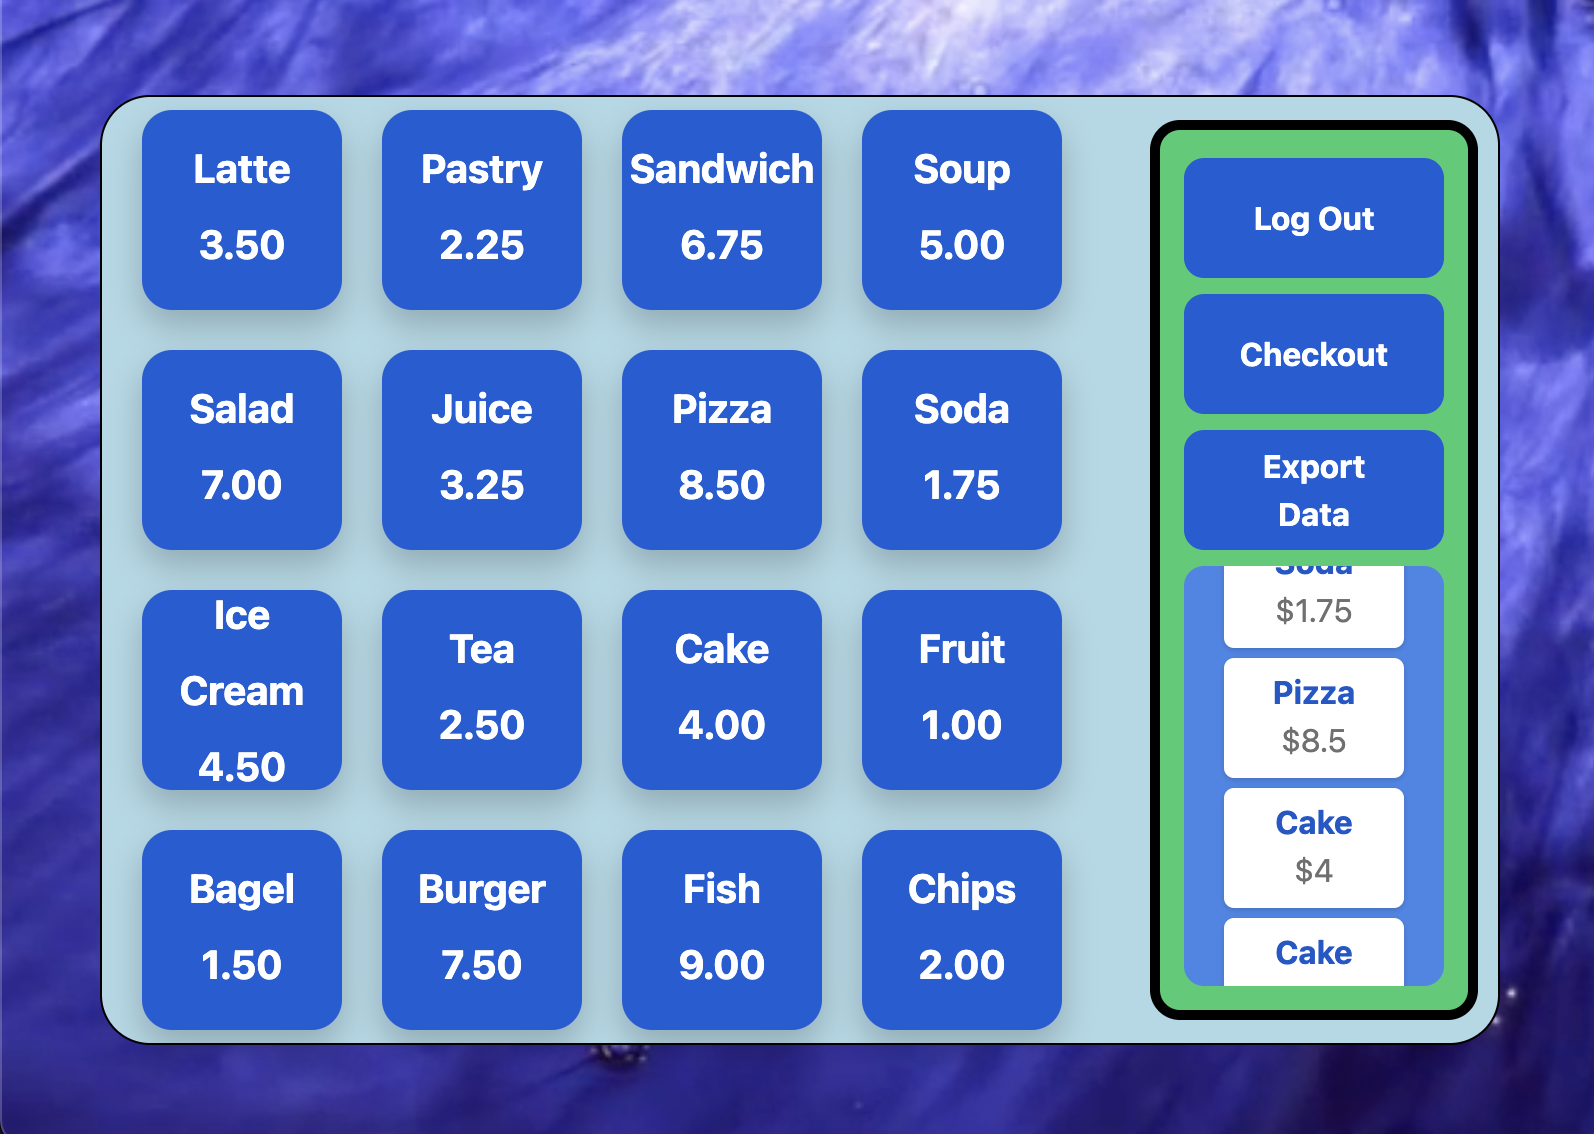 Latte
3.50
Pastry
2.25
Sandwich
6.75
Soup
5.00
Salad
7.00
Juice
3.25
Pizza
8.50
Soda
1.75
Ice
Cream
4.50
Tea
2.50
Cake
4.00
Fruit
1.00
Bagel
1.50
Burger
7.50
Fish
9.00
Chips
2.00
Log Out
Checkout
Export
Data
Soda
$1.75
Pizza
$8.5
Cake
$4
Cake